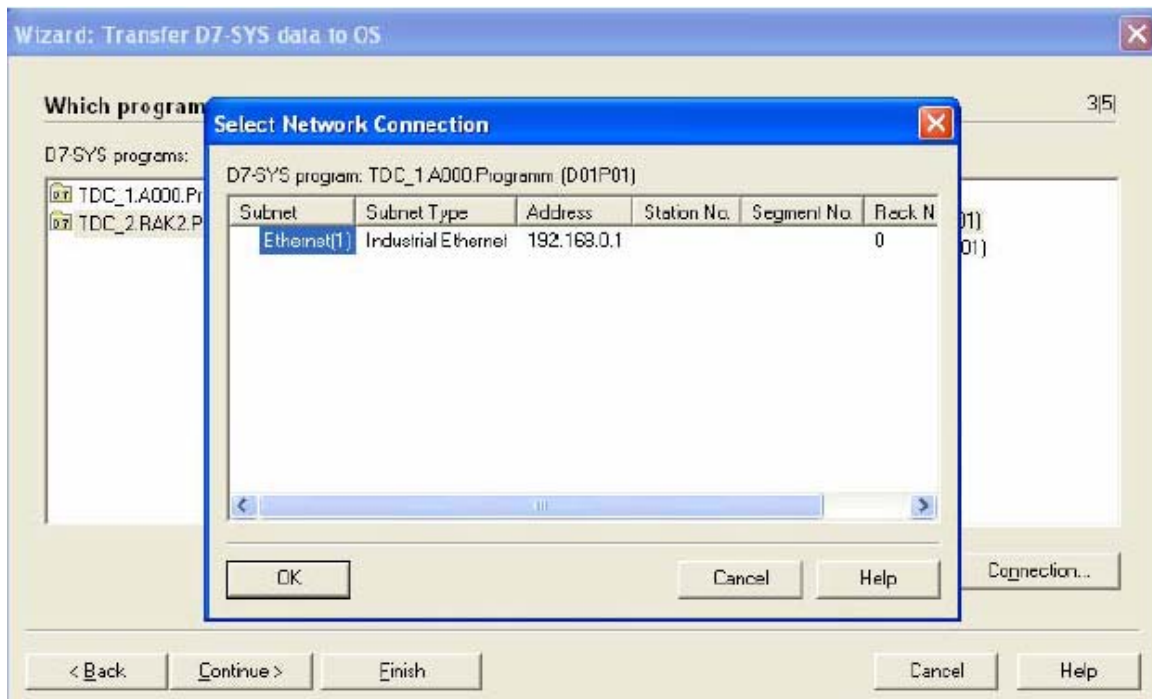 Wizard: Transfer D7-SYS data to OS
Which program
3|5|
Select Network Connection
D7-SYS programs:
D7-SYS program: TDC_1.A000.Programm (D01P01)
TDC_1.A000.Pr
TDC_2.RAK2.P
Subnet Subnet Type Address Station No. Segment No. Rack N
01)
Ethernet(1) Industrial Ethernet 192.168.0.1 0
01)
OK Cancel Help
Connection...
< Back Continue > Finish Cancel Help